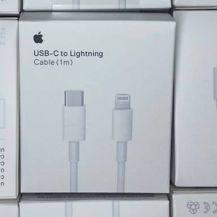 USB-C to Lightning
Cable (1m)